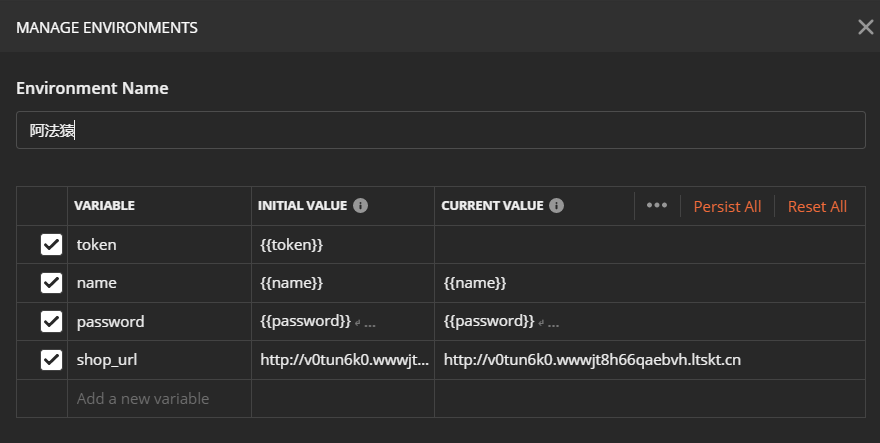 MANAGE ENVIRONMENTS
Environment Name
阿法猿
VARIABLE INITIAL VALUE CURRENT VALUE ••• Persist All Reset All
token {{token}}
name {{name}} {{name}}
password {{password}} ↲ ... {{password}} ↲ ...
shop_url http://v0tun6k0.wwwjt... http://v0tun6k0.wwwjt8h66qaebvh.ltskt.cn
Add a new variable